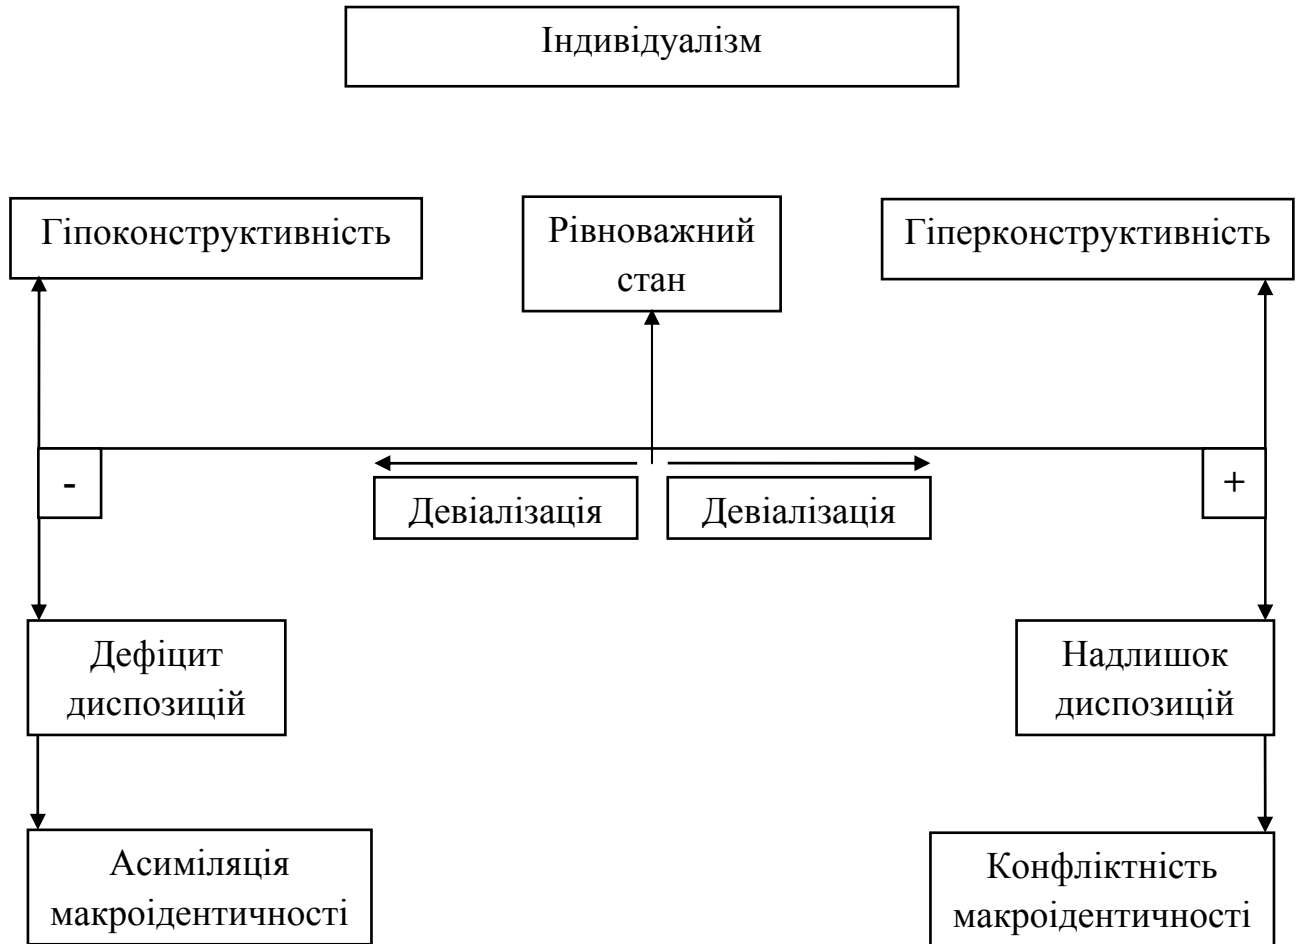 Індивідуалізм
Гіпоконструктивність
Рівноважний
стан
Гіперконструктивність
-
+
Девіалізація
Девіалізація
Дефіцит
диспозицій
Надлишок
диспозицій
Асиміляція
макроідентичності
Конфліктність
макроідентичності